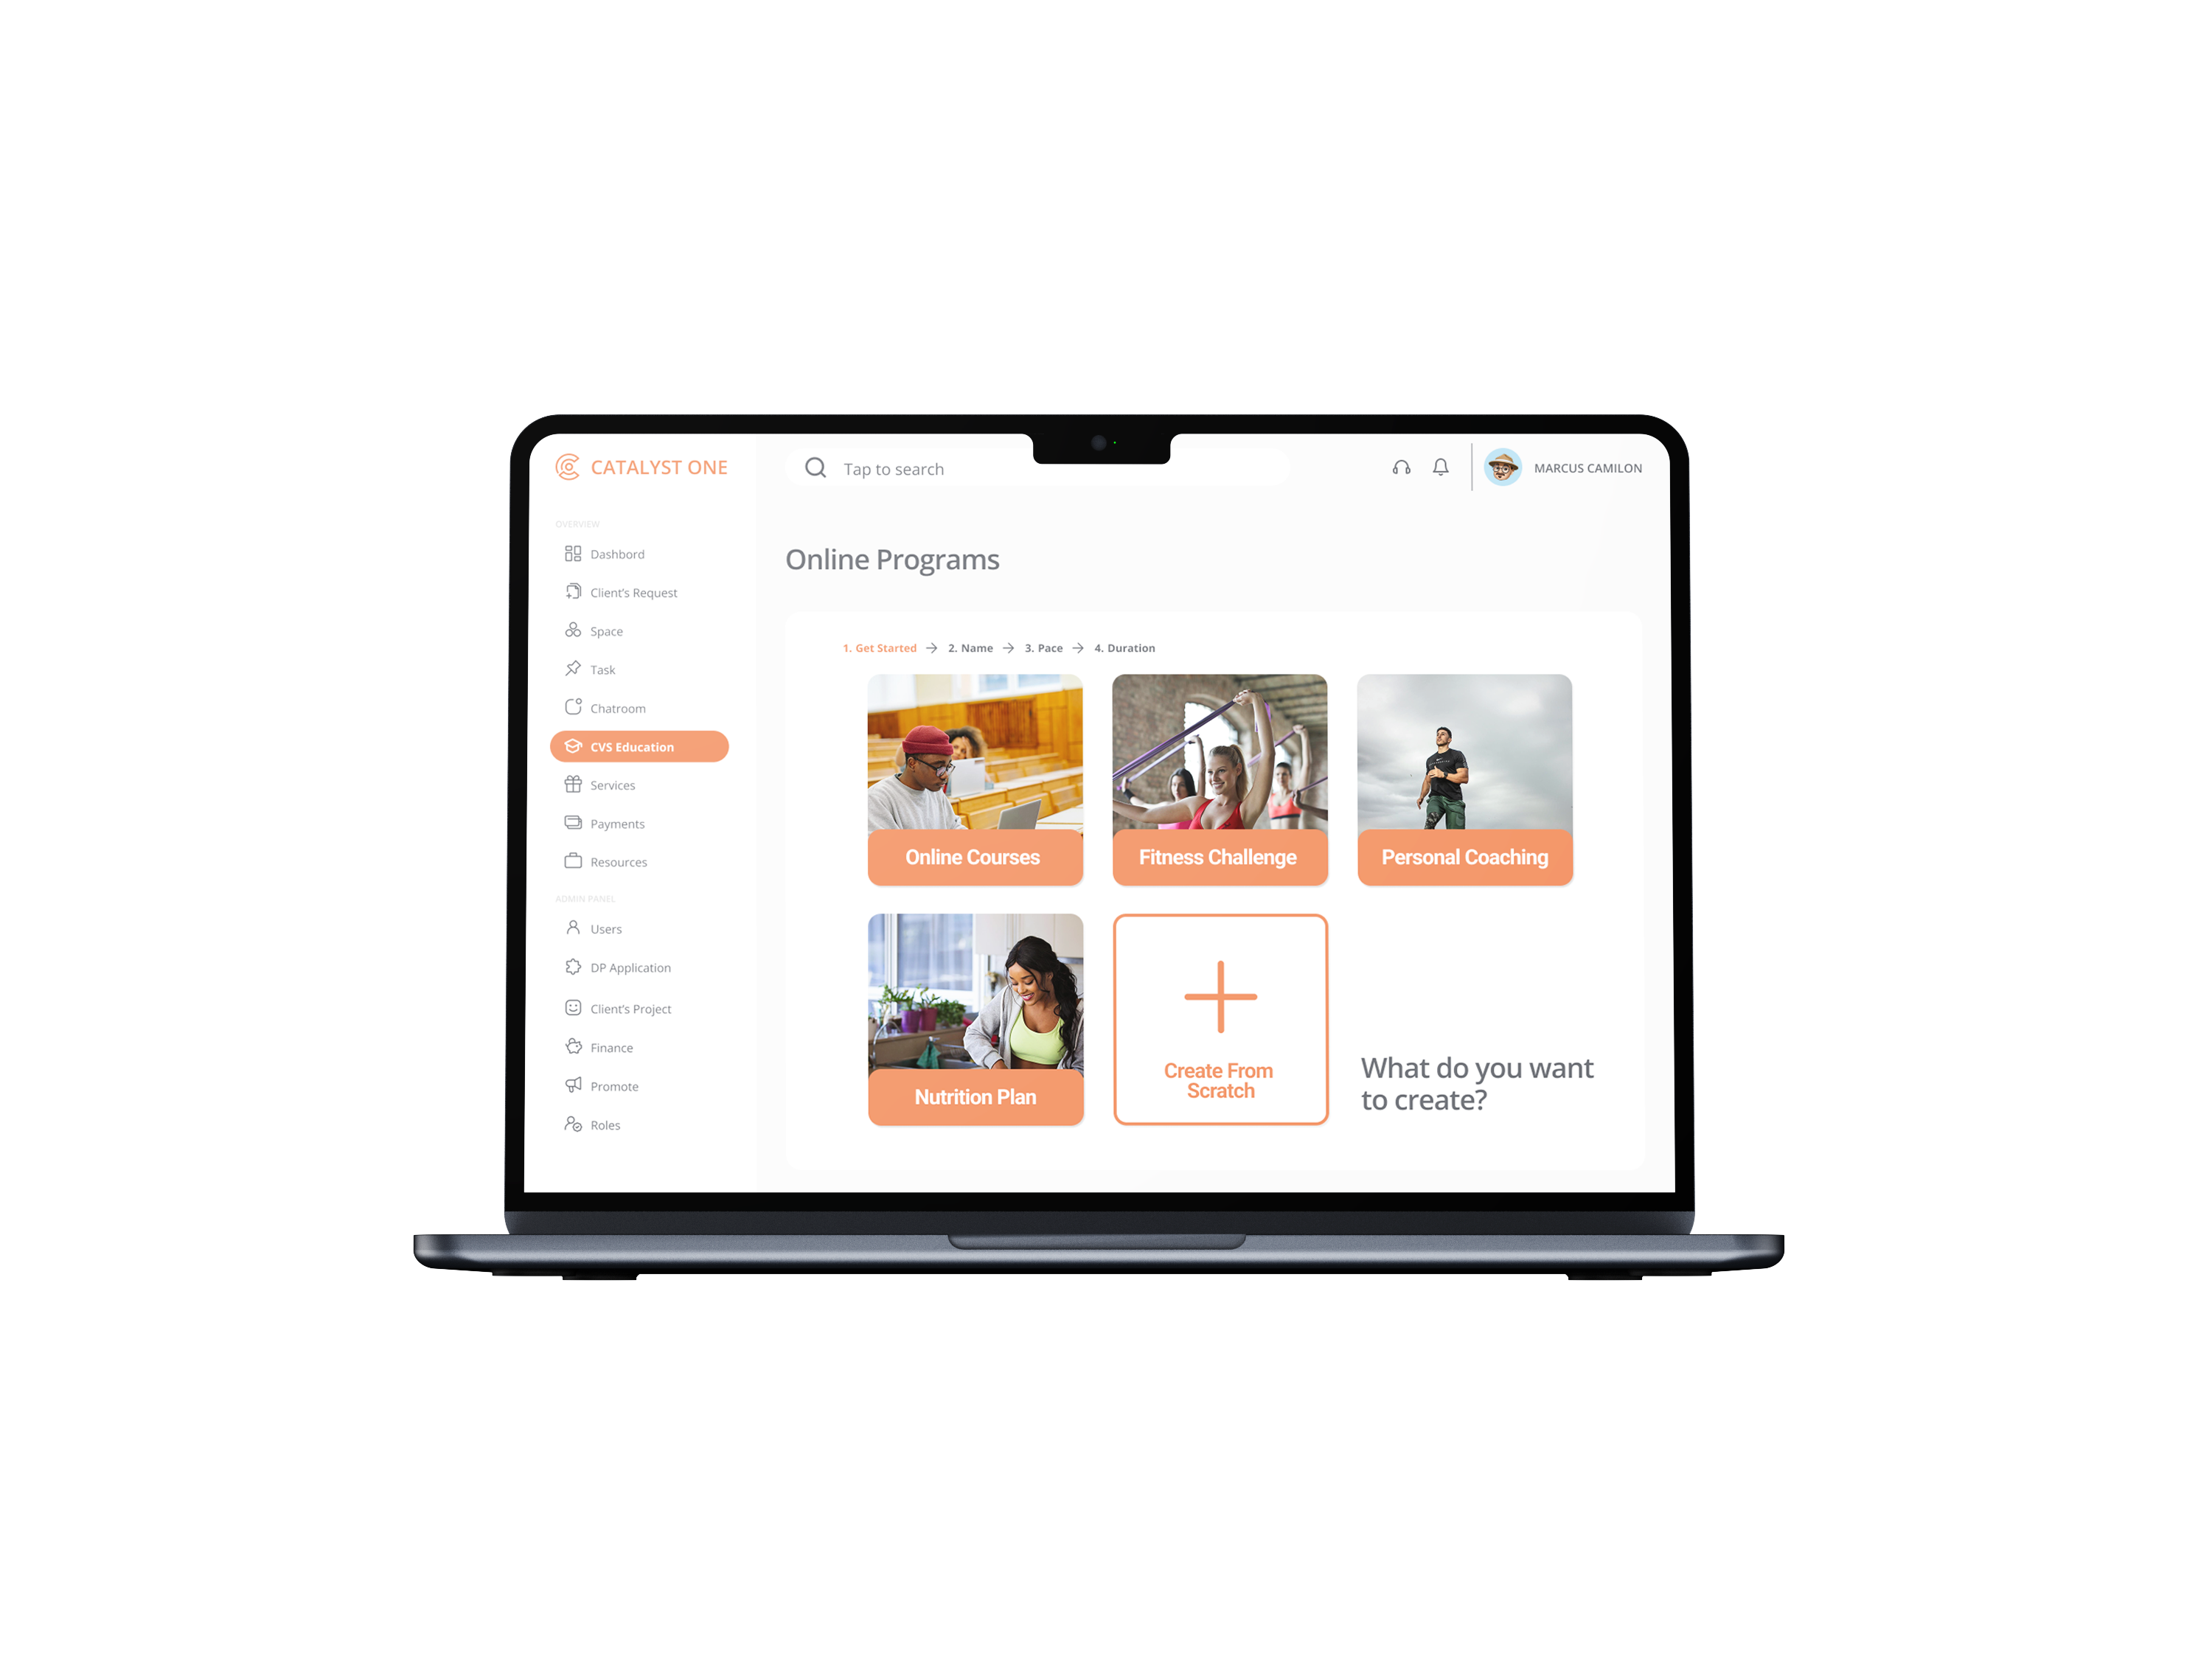 CATALYST ONE
Tap to search
MARCUS CAMILON
OVERVIEW
Dashbord
Client's Request
Space
Task
Chatroom
CVS Education
Services
Payments
Resources
ADMIN PANEL
Users
DP Application
Client's Project
Finance
Promote
Roles
Online Programs
1. Get Started → 2. Name → 3. Pace → 4. Duration
Online Courses
Fitness Challenge
Personal Coaching
Nutrition Plan
Create From
Scratch
What do you want
to create?